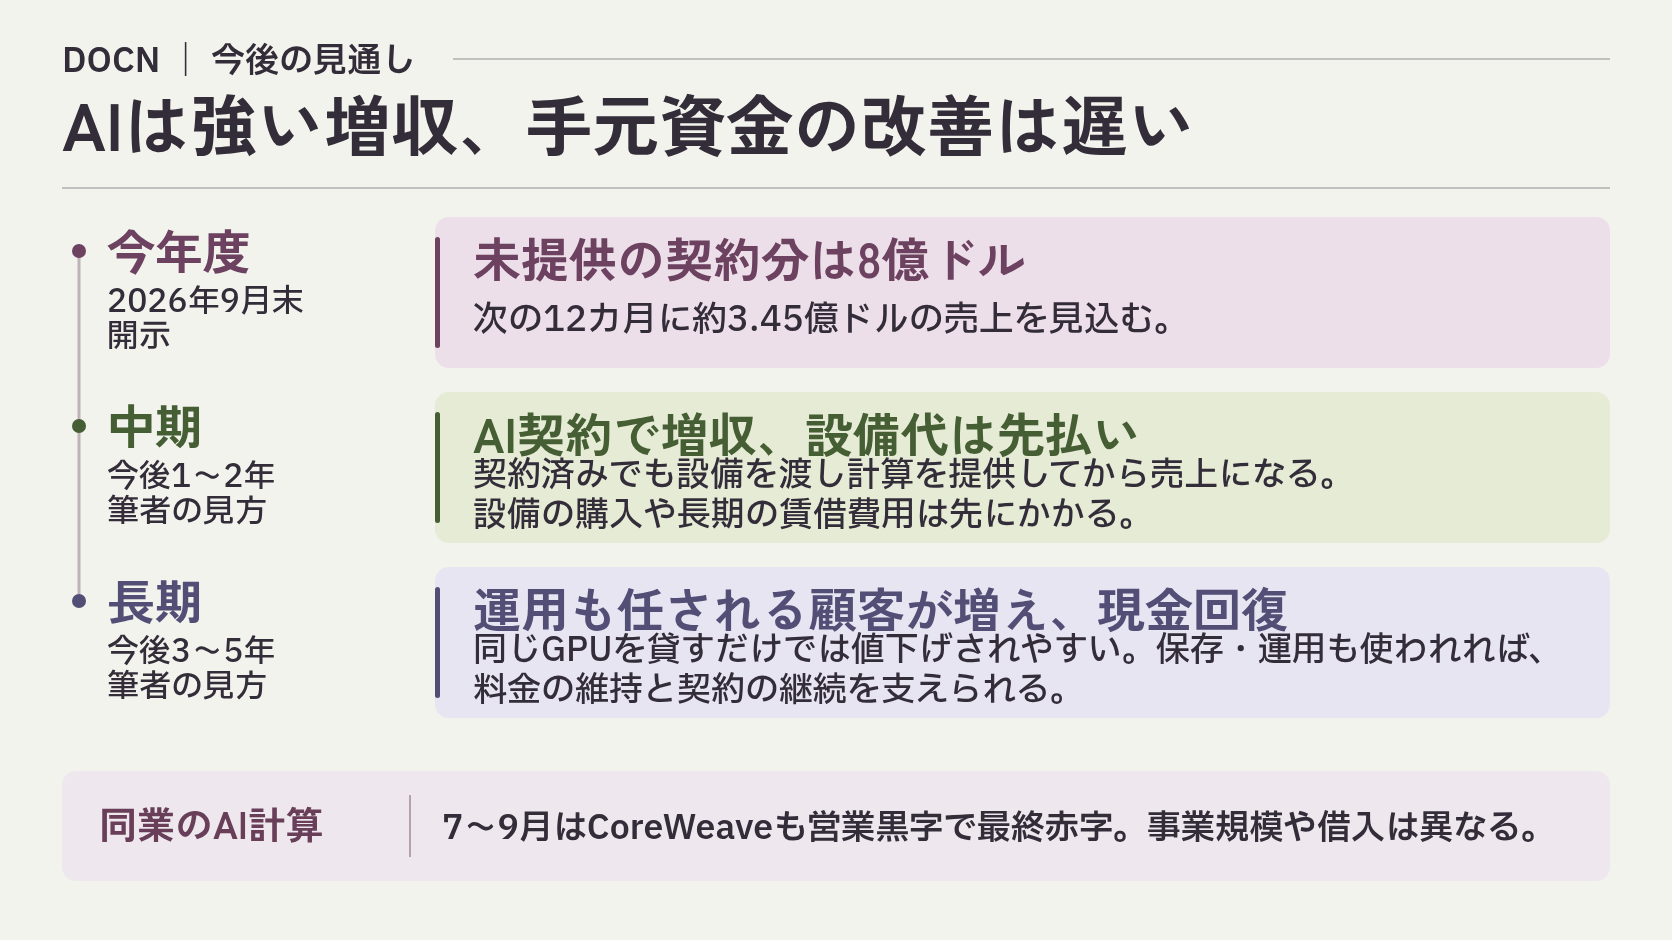 DOCN｜今後の見通し
AIは強い増収、手元資金の改善は遅い
今年度
2026年9月末
開示
未提供の契約分は8億ドル
次の12カ月に約3.45億ドルの売上を見込む。
中期
今後1～2年
筆者の見方
AI契約で増収、設備代は先払い
契約済みでも設備を渡し計算を提供してから売上になる。
設備の購入や長期の賃借費用は先にかかる。
長期
今後3～5年
筆者の見方
運用も任される顧客が増え、現金回復
同じGPUを貸すだけでは値下げされやすい。保存・運用も使われれば、
料金の維持と契約の継続を支えられる。
同業のAI計算
7～9月はCoreWeaveも営業黒字で最終赤字。事業規模や借入は異なる。